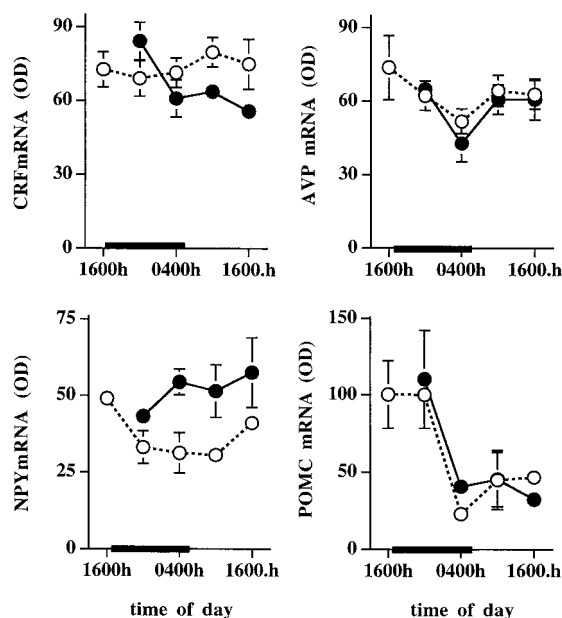 CRFmRNA (OD)
90
60
30
0
1600h 0400h 1600.h
AVP mRNA (OD)
90
60
30
0
1600h 0400h 1600.h
NPYmRNA (OD)
75
50
25
0
1600h 0400h 1600.h
time of day
POMC mRNA (OD)
150
100
50
0
1600h 0400h 1600.h
time of day